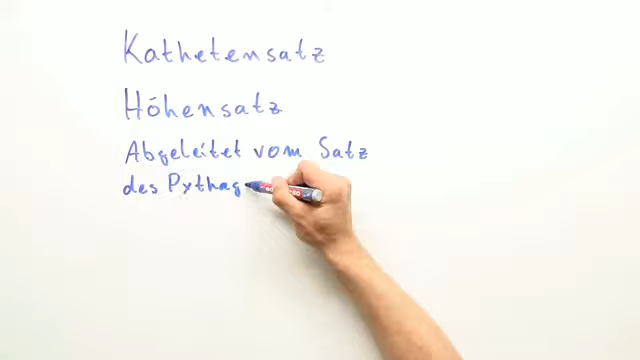 Kathetensatz
Höhensatz
Abgeleitet vom Satz
des Pythag